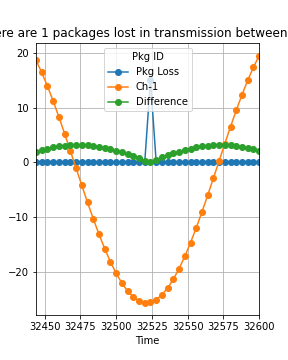 ere are 1 packages lost in transmission between
Pkg ID
Pkg Loss
Ch-1
Difference
20
10
0
−10
−20
32450 32475 32500 32525 32550 32575 32600
Time